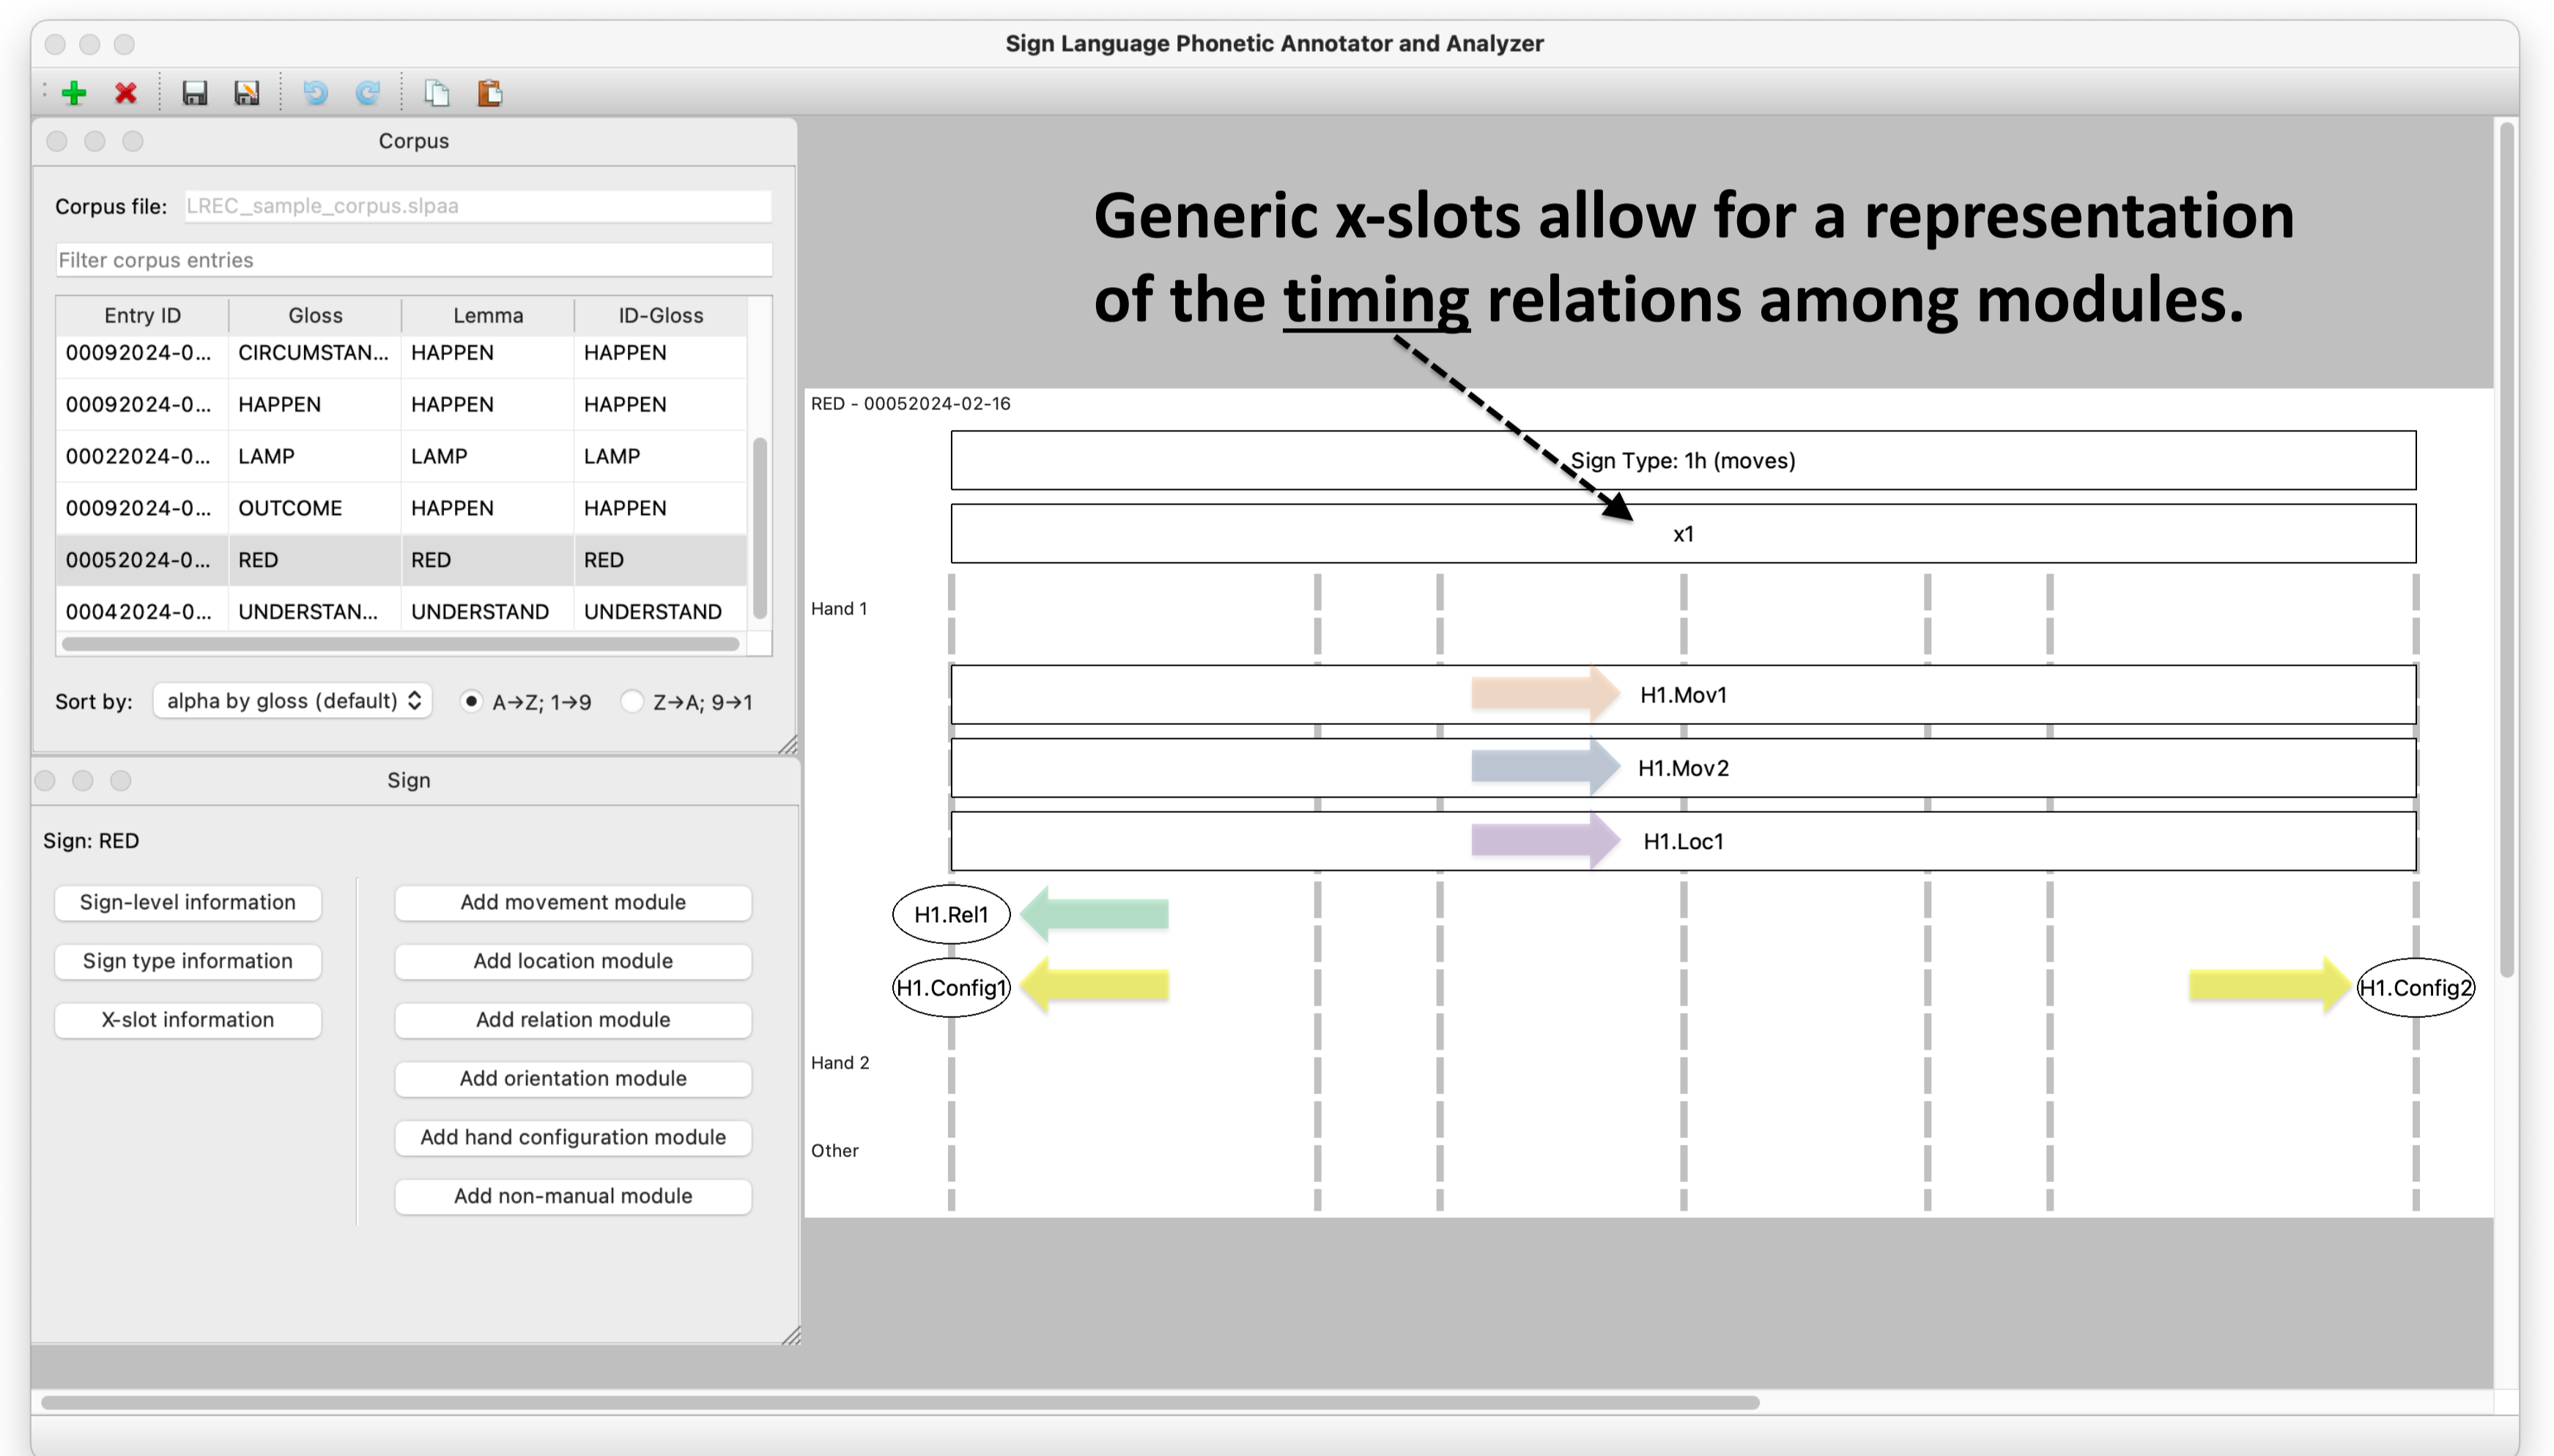 Sign Language Phonetic Annotator and Analyzer
Corpus
Corpus file: LREC_sample_corpus.slpaa
Filter corpus entries
Entry ID Gloss Lemma ID-Gloss
00092024-0... CIRCUMSTAN... HAPPEN HAPPEN
00092024-0... HAPPEN HAPPEN HAPPEN
00022024-0... LAMP LAMP LAMP
00092024-0... OUTCOME HAPPEN HAPPEN
00052024-0... RED RED RED
00042024-0... UNDERSTAN... UNDERSTAND UNDERSTAND
Sort by: alpha by gloss (default) A→Z; 1→9 Z→A; 9→1
Sign
Sign: RED
Sign-level information
Sign type information
X-slot information
Add movement module
Add location module
Add relation module
Add orientation module
Add hand configuration module
Add non-manual module
Generic x-slots allow for a representation
of the timing relations among modules.
RED - 00052024-02-16
Sign Type: 1h (moves)
x1
Hand 1
H1.Mov1
H1.Mov2
H1.Loc1
H1.Rel1
H1.Config1 H1.Config2
Hand 2
Other